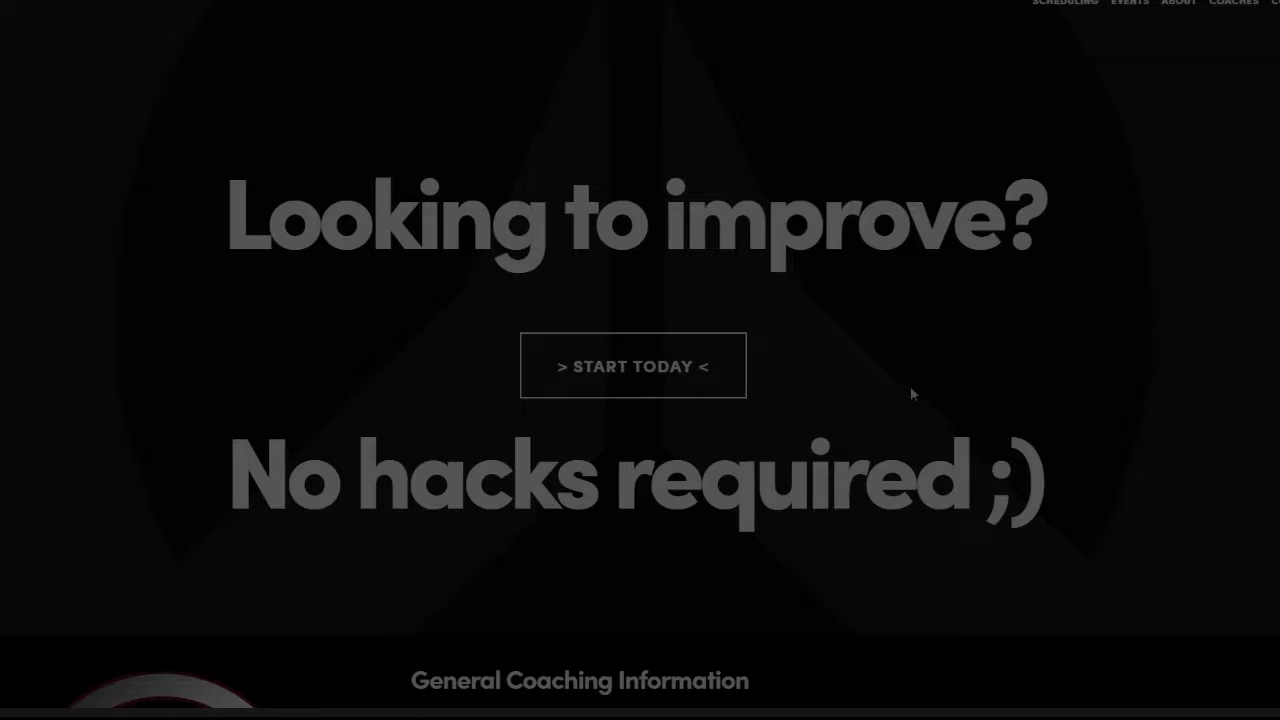 SCHEDULING EVENTS ABOUT COACHES
Looking to improve?
> START TODAY <
No hacks required ;)
General Coaching Information